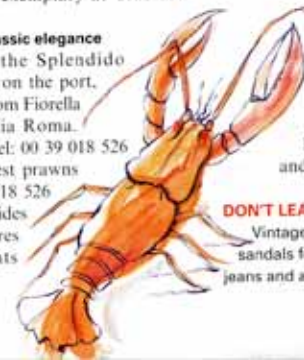 assic elegance
the Splendido
on the port,
om Fiorella
ia Roma.
el: 00 39 018 526
est prawns
18 526
ides
res
ts
and
DON'T LEA
Vintage
sandals f
jeans and a